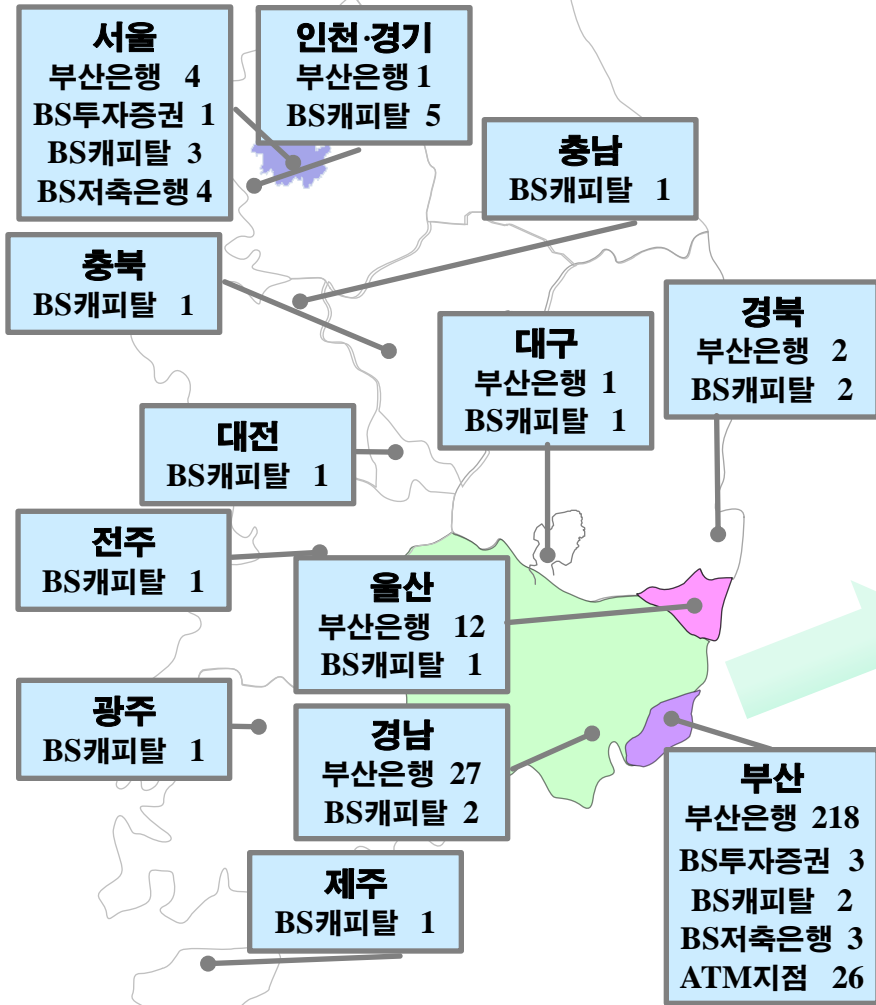 서울
부산은행 4
BS투자증권 1
BS캐피탈 3
BS저축은행 4
인천·경기
부산은행 1
BS캐피탈 5
충남
BS캐피탈 1
충북
BS캐피탈 1
대구
부산은행 1
BS캐피탈 1
경북
부산은행 2
BS캐피탈 2
대전
BS캐피탈 1
전주
BS캐피탈 1
울산
부산은행 12
BS캐피탈 1
광주
BS캐피탈 1
경남
부산은행 27
BS캐피탈 2
부산
부산은행 218
BS투자증권 3
BS캐피탈 2
BS저축은행 3
ATM지점 26
제주
BS캐피탈 1